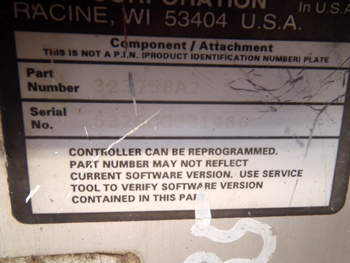 CORPORATION
IN U.S.A.
RACINE, WI 53404 U.S.A.
Component / Attachment
THIS IS NOT A P.I.N. (PRODUCT IDENTIFICATION NUMBER) PLATE
Part
Number
Serial
No.
CONTROLLER CAN BE REPROGRAMMED.
PART NUMBER MAY NOT REFLECT
CURRENT SOFTWARE VERSION. USE SERVICE
TOOL TO VERIFY SOFTWARE VERSION
CONTAINED IN THIS